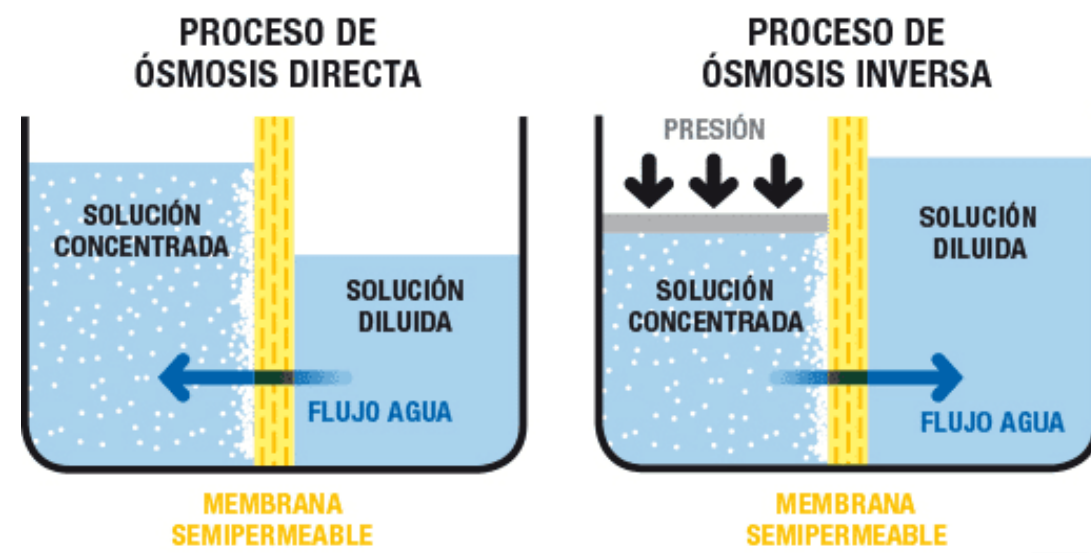 PROCESO DE
ÓSMOSIS DIRECTA
SOLUCIÓN
CONCENTRADA
SOLUCIÓN
DILUIDA
FLUJO AGUA
MEMBRANA
SEMIPERMEABLE
PROCESO DE
ÓSMOSIS INVERSA
PRESIÓN
SOLUCIÓN
CONCENTRADA
SOLUCIÓN
DILUIDA
FLUJO AGUA
MEMBRANA
SEMIPERMEABLE